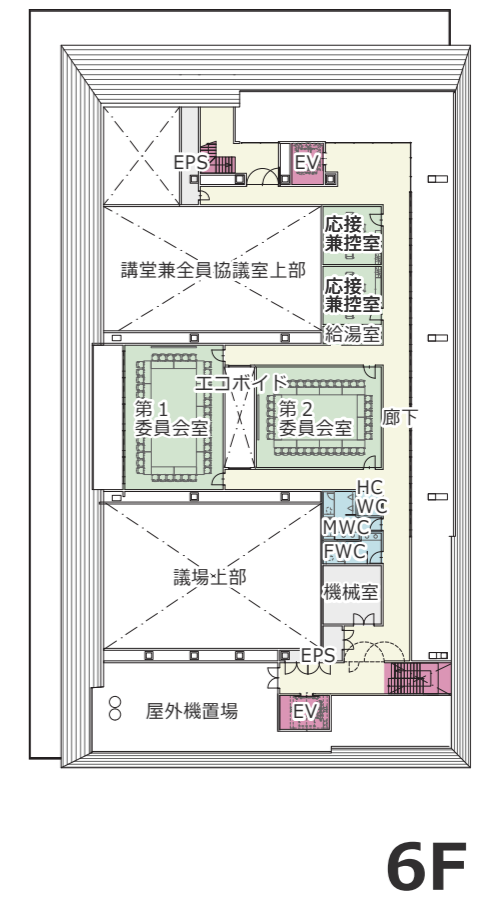 EPS
EV
応接
兼控室
講堂兼全員協議室上部
応接
兼控室
給湯室
エコボイド
第１
委員会室
第２
委員会室
廊下
HC
WC
MWC
FWC
議場上部
機械室
EPS
屋外機置場
EV
6F